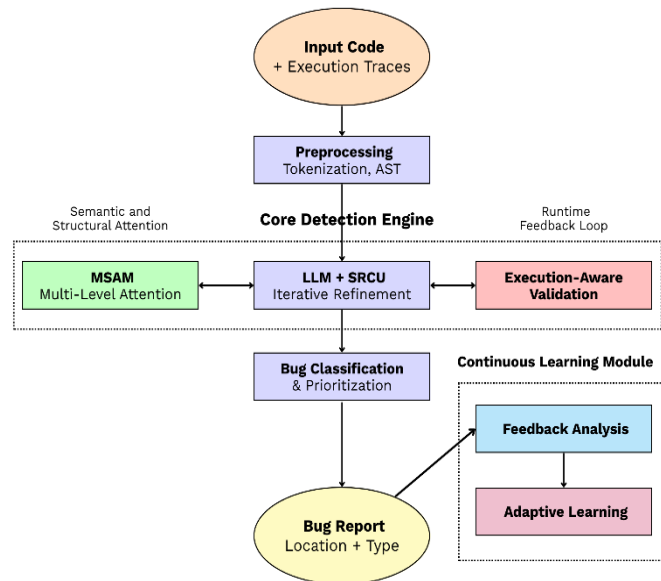 Input Code
+ Execution Traces
Preprocessing
Tokenization, AST
Semantic and
Structural Attention
Core Detection Engine
Runtime
Feedback Loop
MSAM
Multi-Level Attention
LLM + SRCU
Iterative Refinement
Execution-Aware
Validation
Bug Classification
& Prioritization
Continuous Learning Module
Feedback Analysis
Adaptive Learning
Bug Report
Location + Type